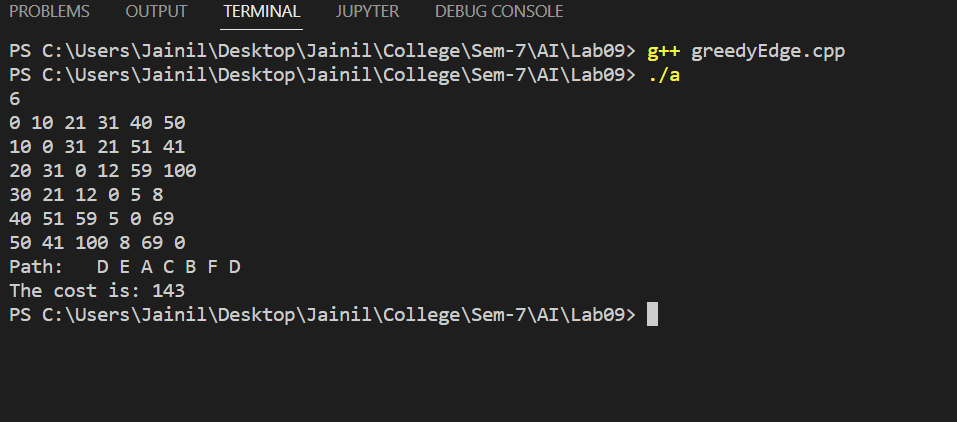 PROBLEMS OUTPUT TERMINAL JUPYTER DEBUG CONSOLE
PS C:\Users\Jainil\Desktop\Jainil\College\Sem-7\AI\Lab09> g++ greedyEdge.cpp
PS C:\Users\Jainil\Desktop\Jainil\College\Sem-7\AI\Lab09> ./a
6
0 10 21 31 40 50
10 0 31 21 51 41
20 31 0 12 59 100
30 21 12 0 5 8
40 51 59 5 0 69
50 41 100 8 69 0
Path:   D E A C B F D
The cost is: 143
PS C:\Users\Jainil\Desktop\Jainil\College\Sem-7\AI\Lab09>